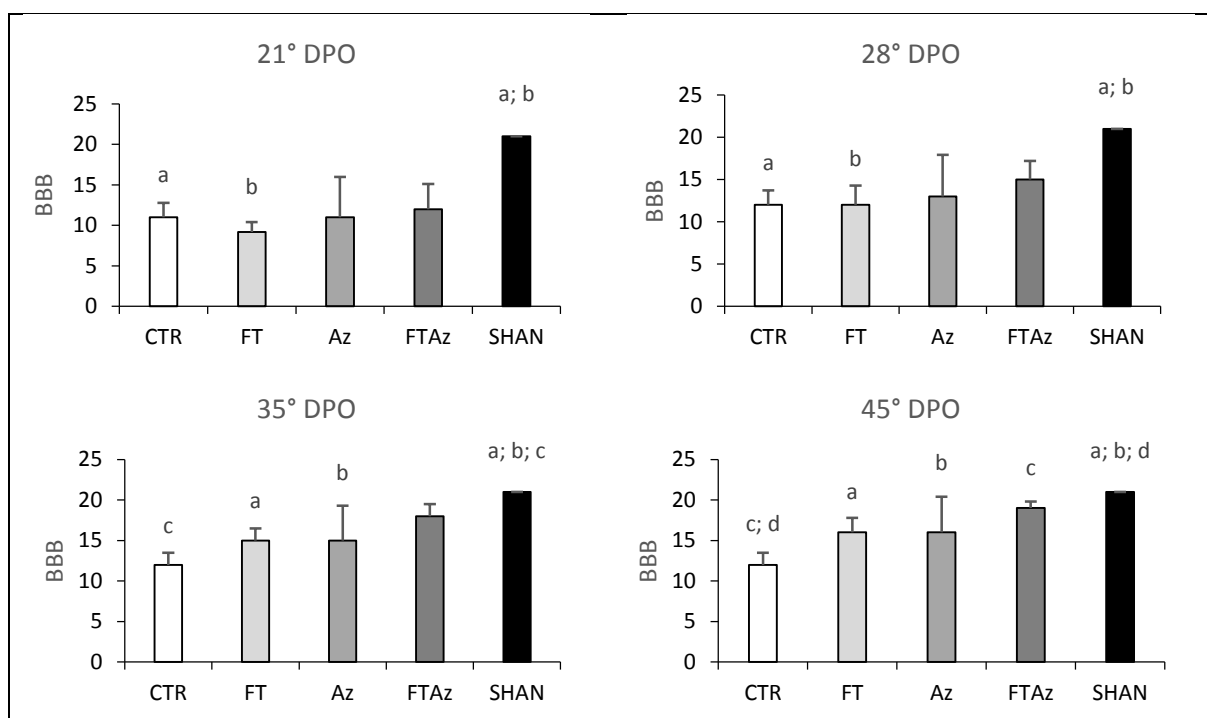 21° DPO
a; b
25
20
a
15
b
BBB
10
5
0
CTR FT Az FTAz SHAN
28° DPO
a; b
25
20
a b
15
BBB
10
5
0
CTR FT Az FTAz SHAN
35° DPO
a; b; c
25
b
20
a
c
15
BBB
10
5
0
CTR FT Az FTAz SHAN
45° DPO
a; b; d
25
b c
20
a
c; d
15
BBB
10
5
0
CTR FT Az FTAz SHAN